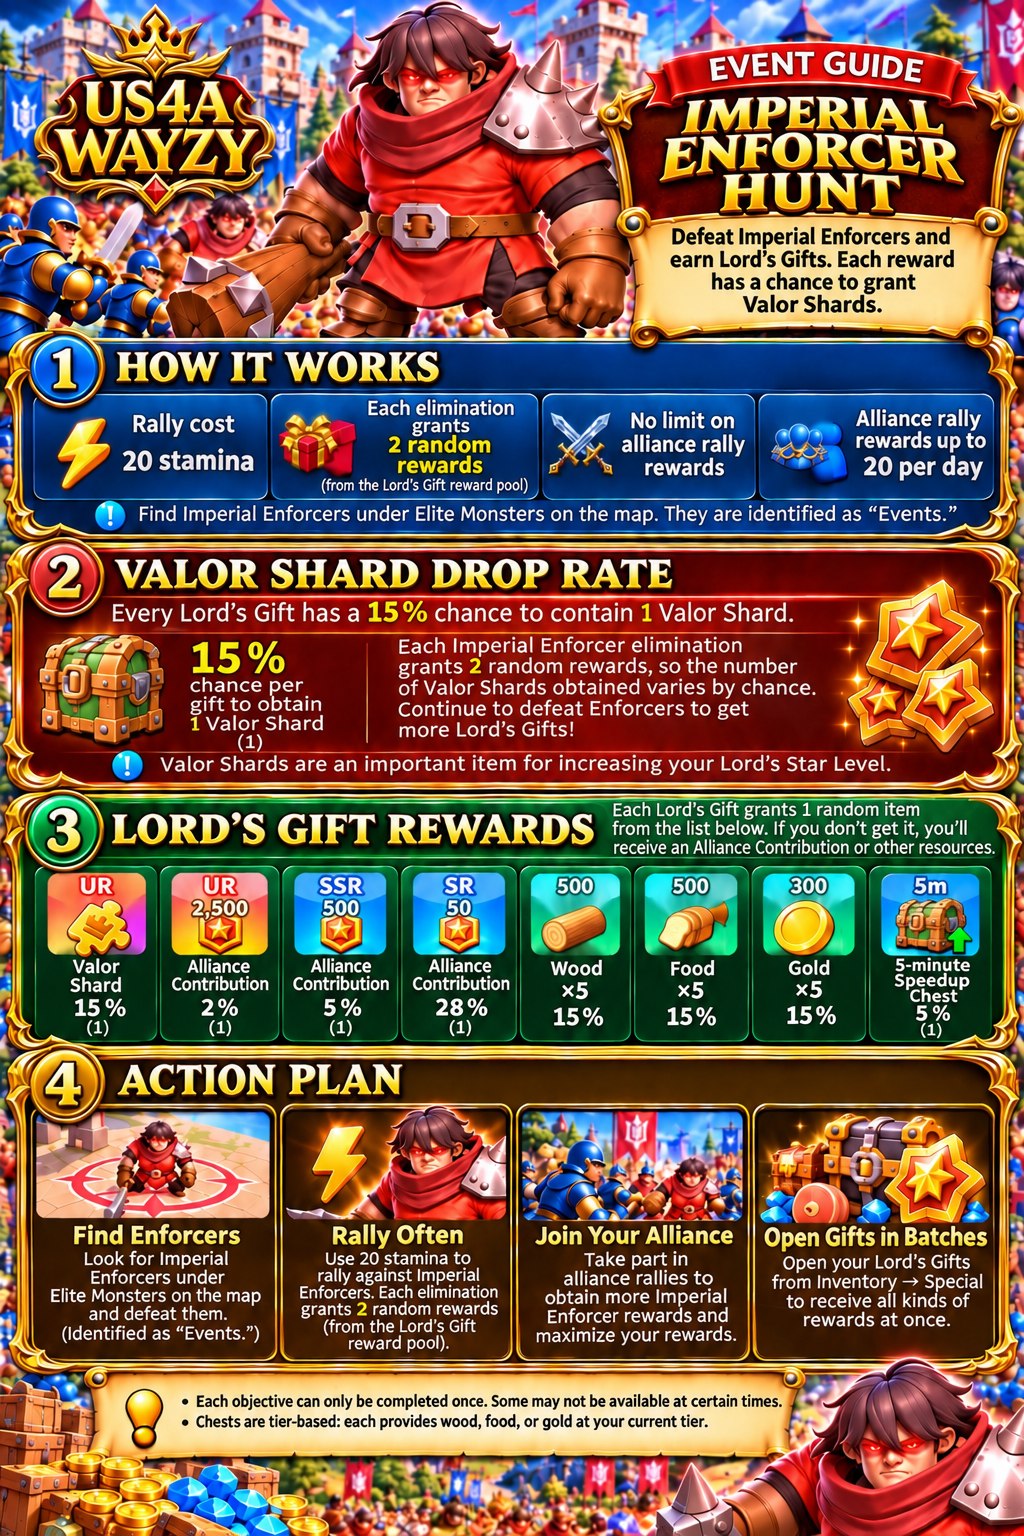 US4A
WAYZY
EVENT GUIDE
IMPERIAL
ENFORCER
HUNT
Defeat Imperial Enforcers and
earn Lord's Gifts. Each reward
has a chance to grant
Valor Shards.
1 HOW IT WORKS
Rally cost
20 stamina
Each elimination
grants
2 random
rewards
(from the Lord's Gift reward pool)
No limit on
alliance rally
rewards
Alliance rally
rewards up to
20 per day
! Find Imperial Enforcers under Elite Monsters on the map. They are identified as “Events.”
2 VALOR SHARD DROP RATE
Every Lord's Gift has a 15% chance to contain 1 Valor Shard.
15%
chance per
gift to obtain
1 Valor Shard
(1)
Each Imperial Enforcer elimination
grants 2 random rewards, so the number
of Valor Shards obtained varies by chance.
Continue to defeat Enforcers to get
more Lord's Gifts!
! Valor Shards are an important item for increasing your Lord's Star Level.
3 LORD'S GIFT REWARDS
Each Lord's Gift grants 1 random item
from the list below. If you don't get it, you'll
receive an Alliance Contribution or other resources.
UR
Valor
Shard
15%
(1)
UR
2,500
Alliance
Contribution
2%
(1)
SSR
500
Alliance
Contribution
5%
(1)
SR
50
Alliance
Contribution
28%
(1)
500
Wood
×5
15%
500
Food
×5
15%
300
Gold
×5
15%
5m
5-minute
Speedup
Chest
5%
(1)
4 ACTION PLAN
Find Enforcers
Look for Imperial
Enforcers under
Elite Monsters on the map
and defeat them.
(Identified as “Events.”)
Rally Often
Use 20 stamina to
rally against Imperial
Enforcers. Each elimination
grants 2 random rewards
(from the Lord's Gift
reward pool).
Join Your Alliance
Take part in
alliance rallies to
obtain more Imperial
Enforcer rewards and
maximize your rewards.
Open Gifts in Batches
Open your Lord's Gifts
from Inventory → Special
to receive all kinds of
rewards at once.
• Each objective can only be completed once. Some may not be available at certain times.
• Chests are tier-based: each provides wood, food, or gold at your current tier.